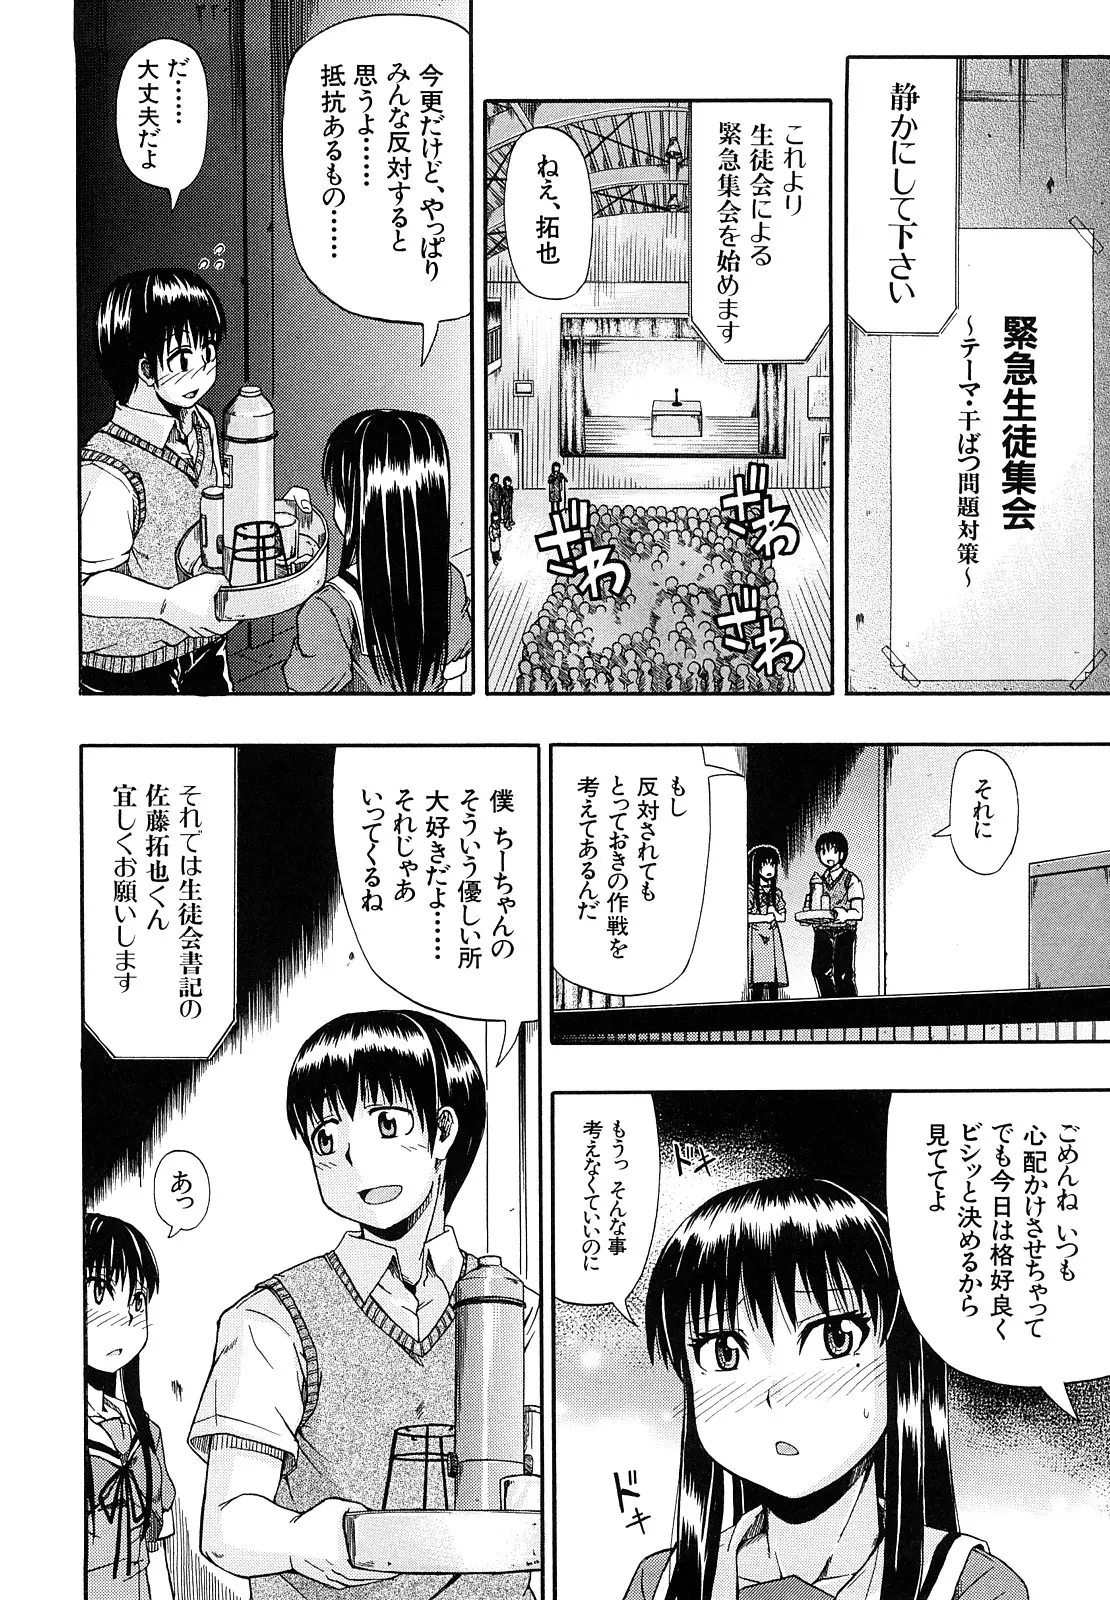 静かにして下さい
緊急生徒集会
～テーマ・干ばつ問題対策～
これより
生徒会による
緊急集会を始めます
ねえ、拓也
ざわ
ざわ
ざわ
今更だけど、やっぱり
みんな反対すると
思うよ……
抵抗あるもの……
だ……
大丈夫だよ
それに
もし
反対されても
とっておきの作戦を
考えてあるんだ
ごめんね いつも
心配かけさせちゃって
でも今日は格好良く
ビシッと決めるから
見ててよ
もうっ そんな事
考えなくていいのに
ドキ
ドキ
僕 ちーちゃんの
そういう優しい所
大好きだよ……
それじゃあ
いってくるね
それでは生徒会書記の
佐藤拓也くん
宜しくお願いします
あっ